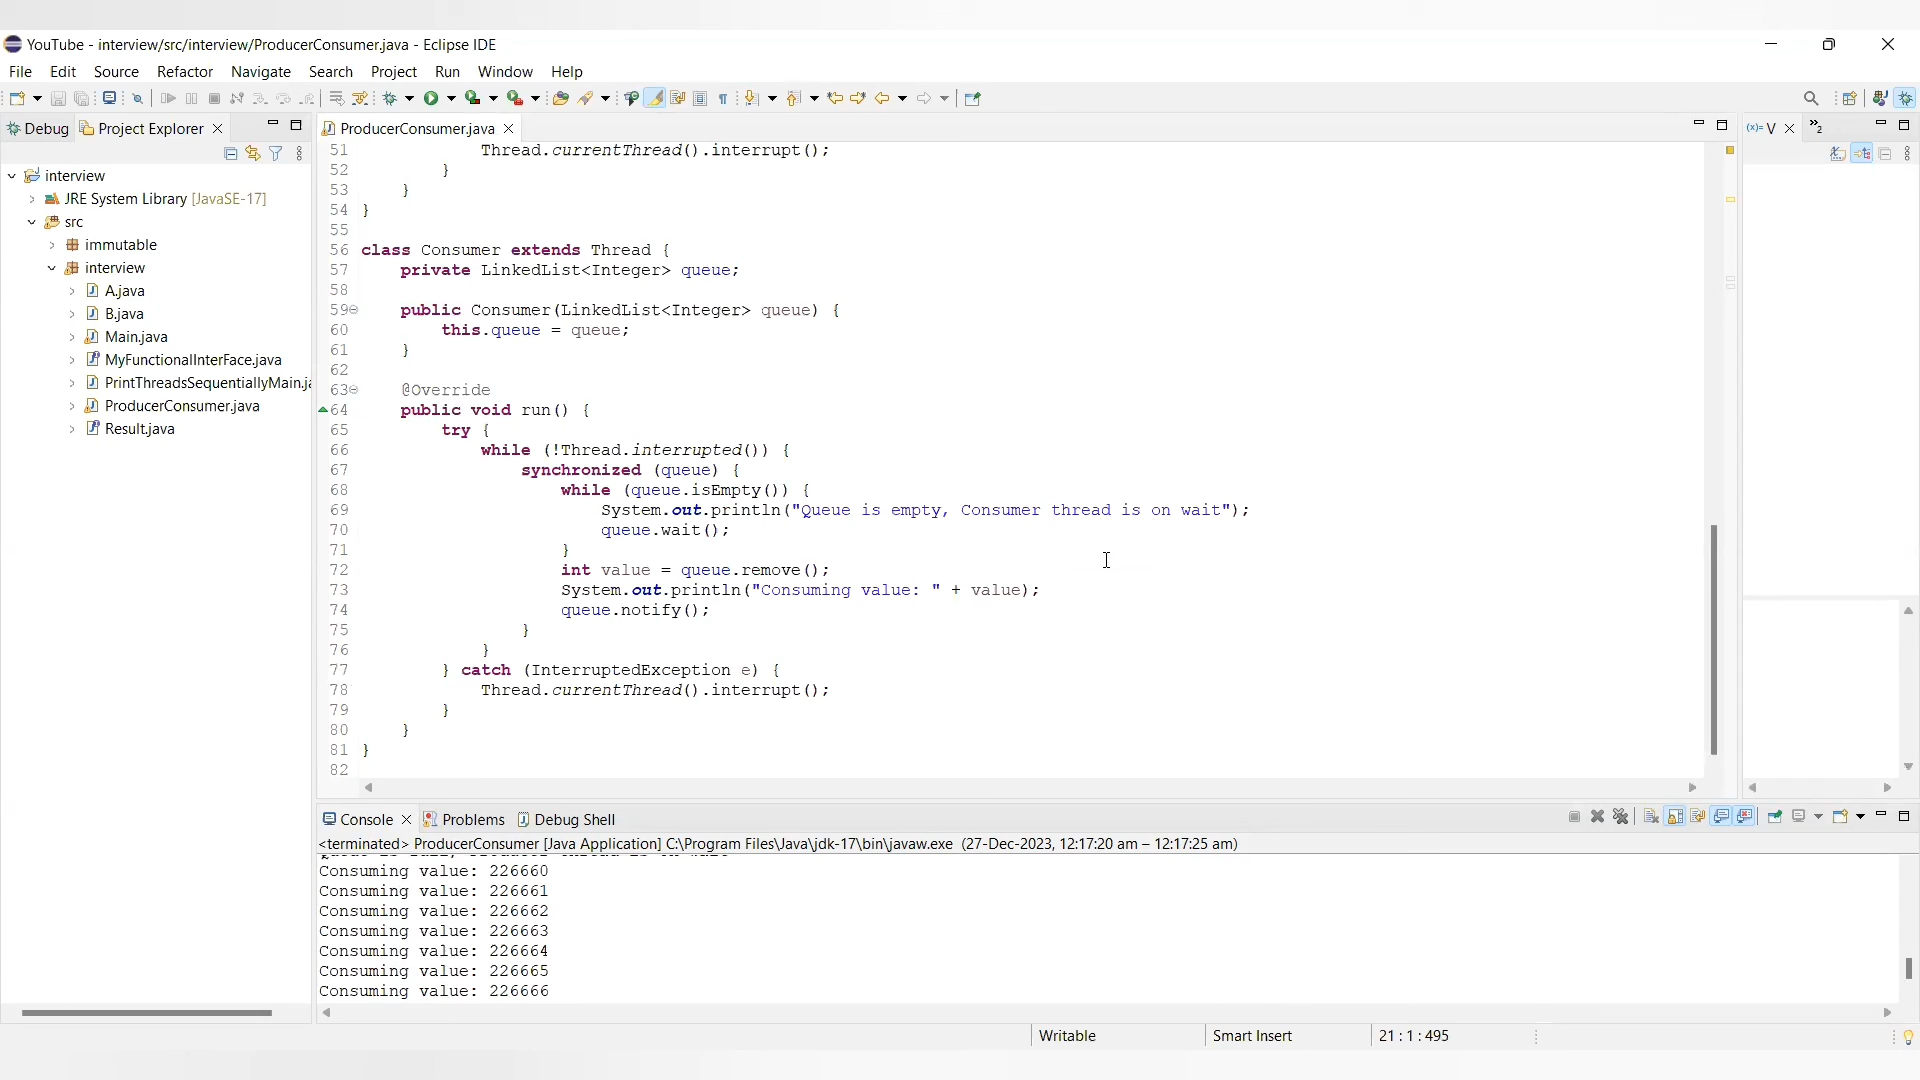 YouTube - interview/src/interview/ProducerConsumer.java - Eclipse IDE
File Edit Source Refactor Navigate Search Project Run Window Help
Debug Project Explorer
ProducerConsumer.java
(x)= V
2
interview
JRE System Library [JavaSE-17]
src
immutable
interview
A.java
B.java
Main.java
MyFunctionalInterFace.java
PrintThreadsSequentiallyMain.ja
ProducerConsumer.java
Result.java
51 Thread.currentThread().interrupt();
52 }
53 }
54 }
55
56 class Consumer extends Thread {
57 private LinkedList<Integer> queue;
58
59 public Consumer(LinkedList<Integer> queue) {
60 this.queue = queue;
61 }
62
63 @Override
64 public void run() {
65 try {
66 while (!Thread.interrupted()) {
67 synchronized (queue) {
68 while (queue.isEmpty()) {
69 System.out.println("Queue is empty, Consumer thread is on wait");
70 queue.wait();
71 }
72 int value = queue.remove();
73 System.out.println("Consuming value: " + value);
74 queue.notify();
75 }
76 }
77 } catch (InterruptedException e) {
78 Thread.currentThread().interrupt();
79 }
80 }
81 }
82
Console Problems Debug Shell
<terminated> ProducerConsumer [Java Application] C:\Program Files\Java\jdk-17\bin\javaw.exe (27-Dec-2023, 12:17:20 am – 12:17:25 am)
Consuming value: 226660
Consuming value: 226661
Consuming value: 226662
Consuming value: 226663
Consuming value: 226664
Consuming value: 226665
Consuming value: 226666
Writable Smart Insert 21 : 1 : 495